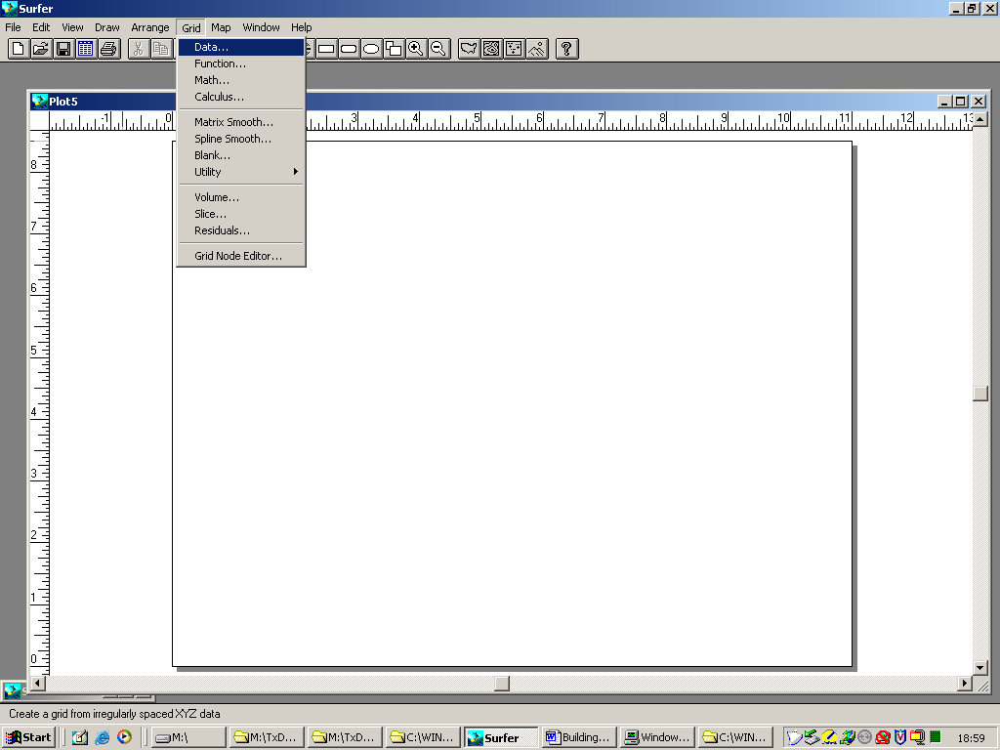 Surfer
File Edit View Draw Arrange Grid Map Window Help
Data...
Function...
Math...
Calculus...
Matrix Smooth...
Spline Smooth...
Blank...
Utility
Volume...
Slice...
Residuals...
Grid Node Editor...
Plot5
-1 0 3 4 5 6 7 8 9 10 11 12 13
8
7
6
5
4
3
2
1
0
Create a grid from irregularly spaced XYZ data
Start M:\ M:\TxD... M:\TxD... C:\WIN... Surfer Building... Window... C:\WIN... 18:59